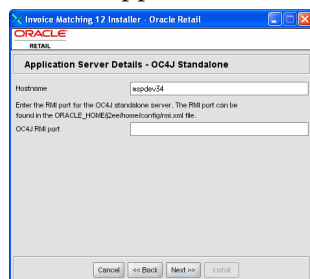 Invoice Matching 12 Installer - Oracle Retail
ORACLE
RETAIL
Application Server Details - OC4J Standalone
Hostname
mspdev34
Enter the RMI port for the OC4J standalone server. The RMI port can be
found in the ORACLE_HOME/j2ee/home/config/rmi.xml file.
OC4J RMI port
Cancel
<< Back
Next >>
Install